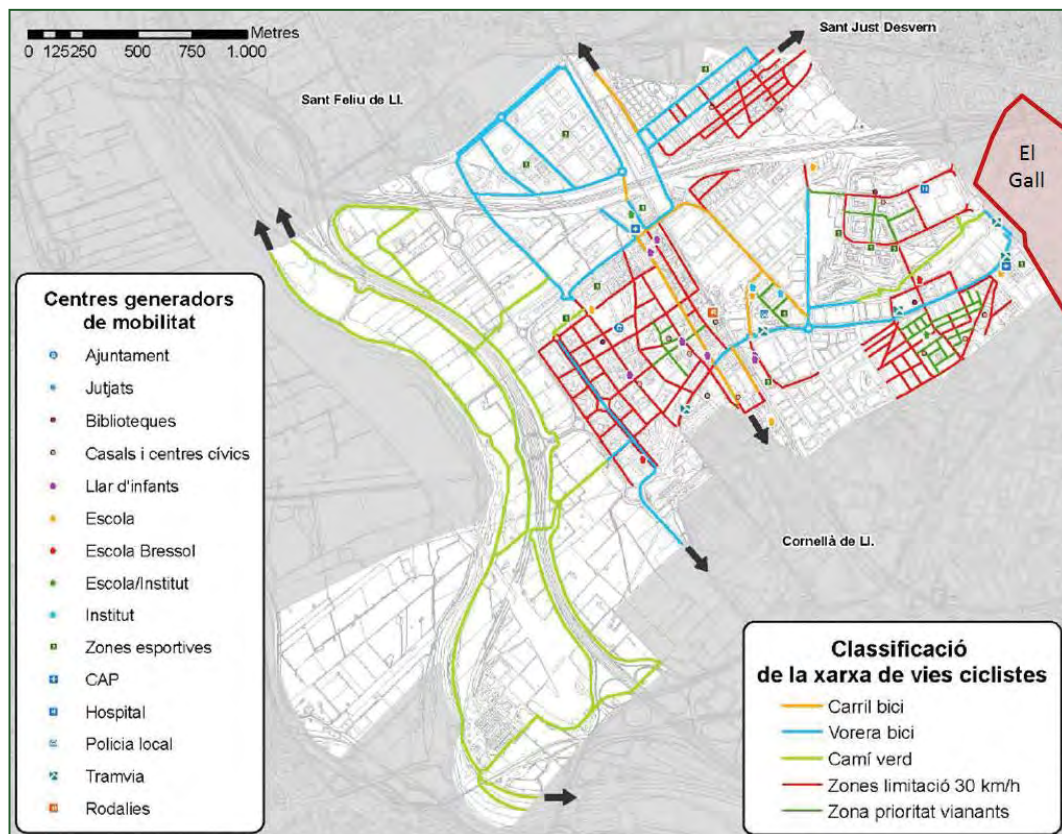 Metres
0 125 250 500 750 1.000
Sant Just Desvern
Sant Feliu de Ll.
El
Gall
Centres generadors
de mobilitat
Ajuntament
Jutjats
Biblioteques
Casals i centres cívics
Llar d'infants
Escola
Escola Bressol
Escola/Institut
Institut
Zones esportives
CAP
Hospital
Policia local
Tramvia
Rodalies
Cornellà de Ll.
Classificació
de la xarxa de vies ciclistes
Carril bici
Vorera bici
Camí verd
Zones limitació 30 km/h
Zona prioritat vianants